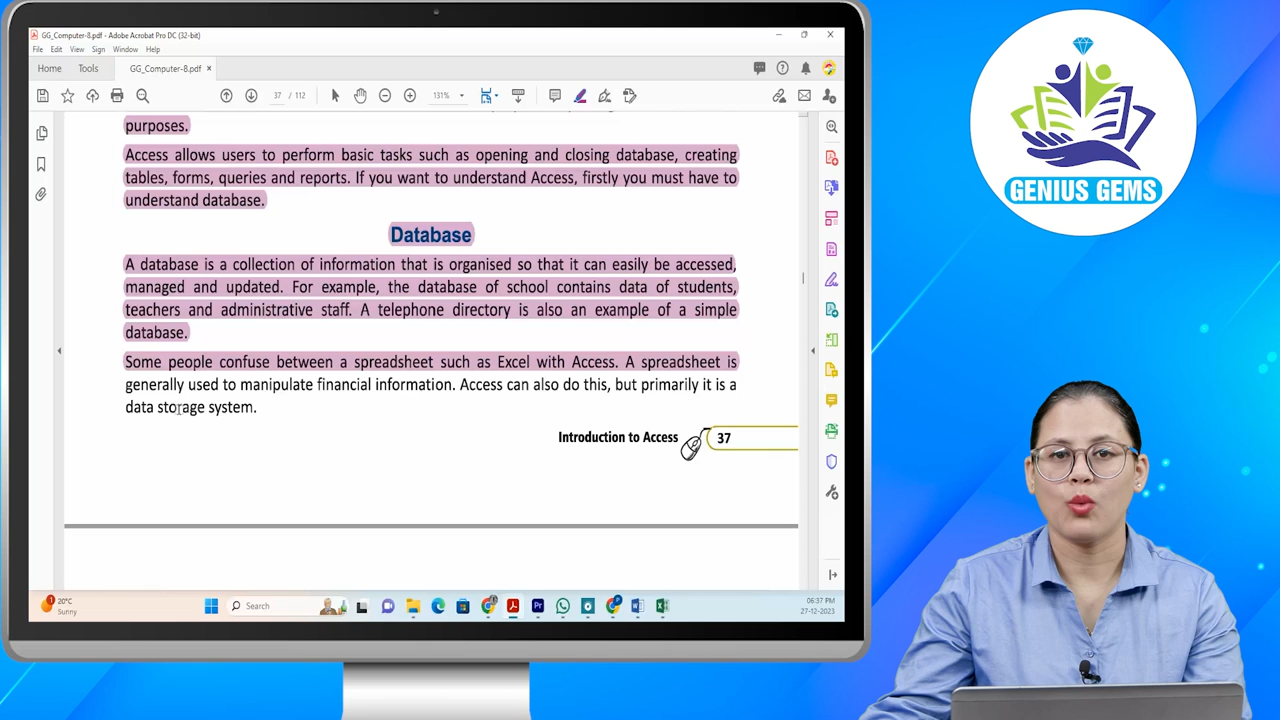 GG_Computer-8.pdf - Adobe Acrobat Pro DC (32-bit)
File Edit View Sign Window Help
Home Tools GG_Computer-8.pdf ×
37 / 112 131%
purposes.
Access allows users to perform basic tasks such as opening and closing database, creating
tables, forms, queries and reports. If you want to understand Access, firstly you must have to
understand database.
Database
A database is a collection of information that is organised so that it can easily be accessed,
managed and updated. For example, the database of school contains data of students,
teachers and administrative staff. A telephone directory is also an example of a simple
database.
Some people confuse between a spreadsheet such as Excel with Access. A spreadsheet is
generally used to manipulate financial information. Access can also do this, but primarily it is a
data storage system.
Introduction to Access 37
1 20°C
Sunny
Search
06:37 PM
27-12-2023
GENIUS GEMS